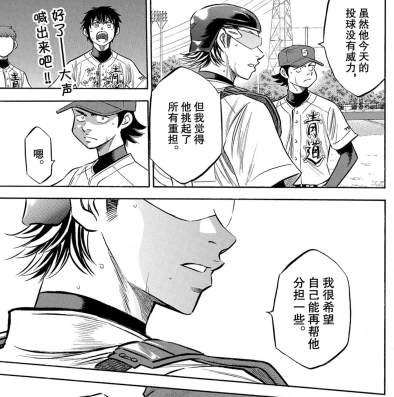 虽然他今天的
投球没有威力，
但我觉得
他挑起了
所有重担。
青道
S
好了——大声
喊出来吧!!
青道
嗯。
我很希望
自己能再帮他
分担一些。